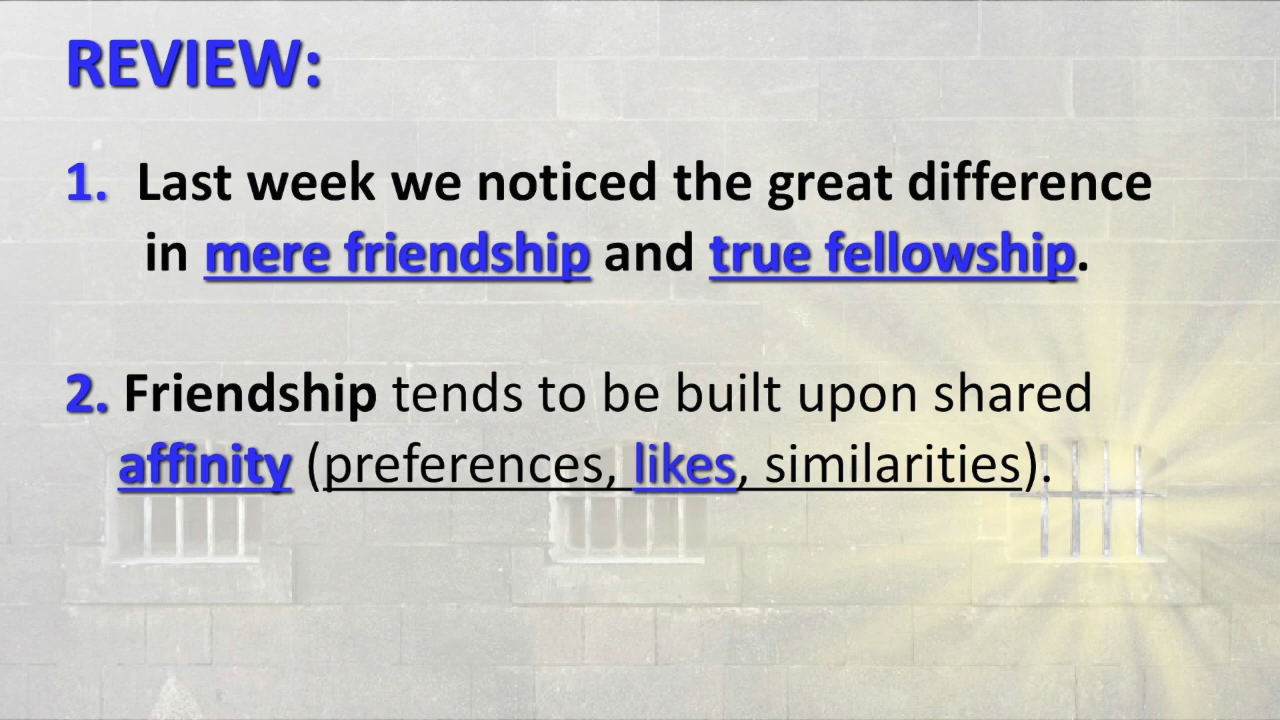 REVIEW:
1. Last week we noticed the great difference
in mere friendship and true fellowship.
2. Friendship tends to be built upon shared
affinity (preferences, likes, similarities).